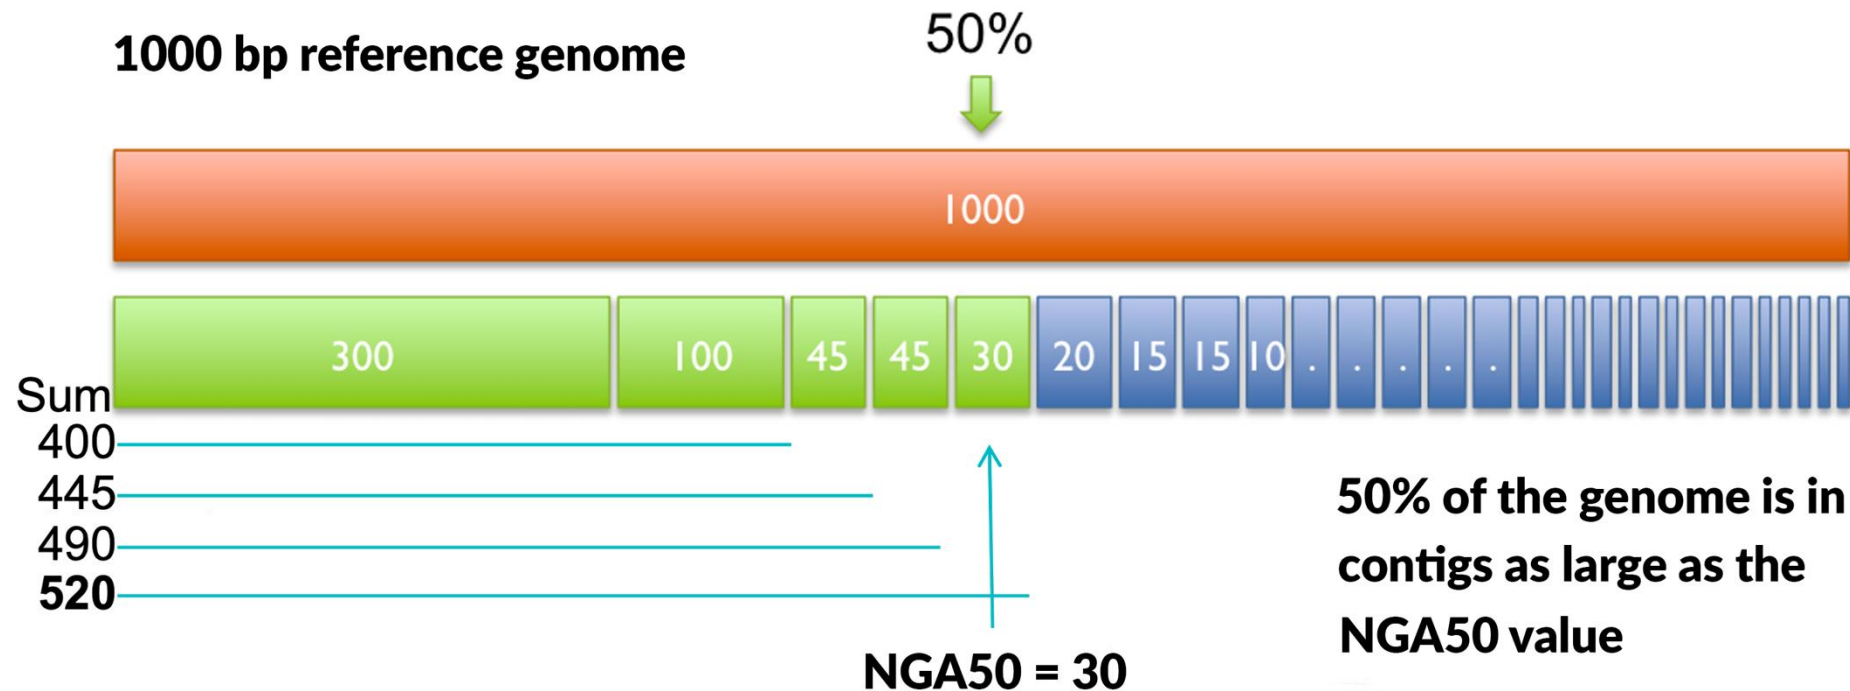 1000 bp reference genome
50%
1000
300 100 45 45 30 20 15 15 10 . . . . .
Sum
400
445
490
520
50% of the genome is in
contigs as large as the
NGA50 value
NGA50 = 30